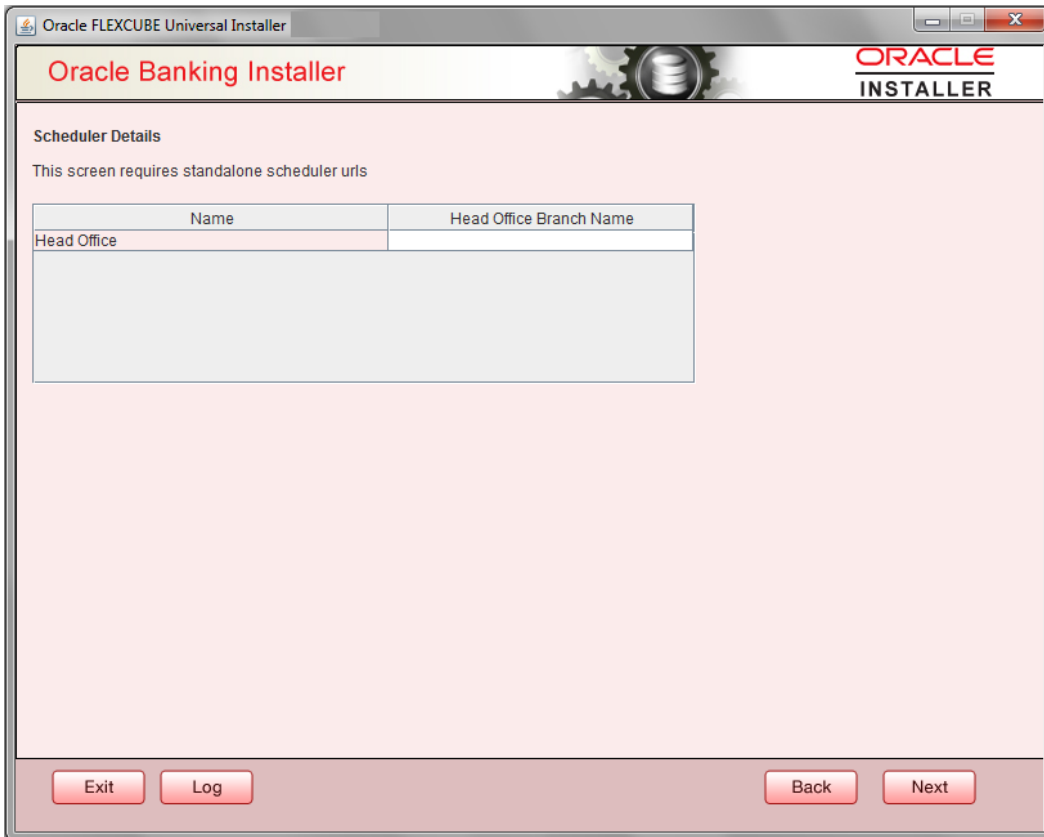 Oracle FLEXCUBE Universal Installer
Oracle Banking Installer
ORACLE
INSTALLER
Scheduler Details
This screen requires standalone scheduler urls
Name Head Office Branch Name
Head Office
Exit Log Back Next